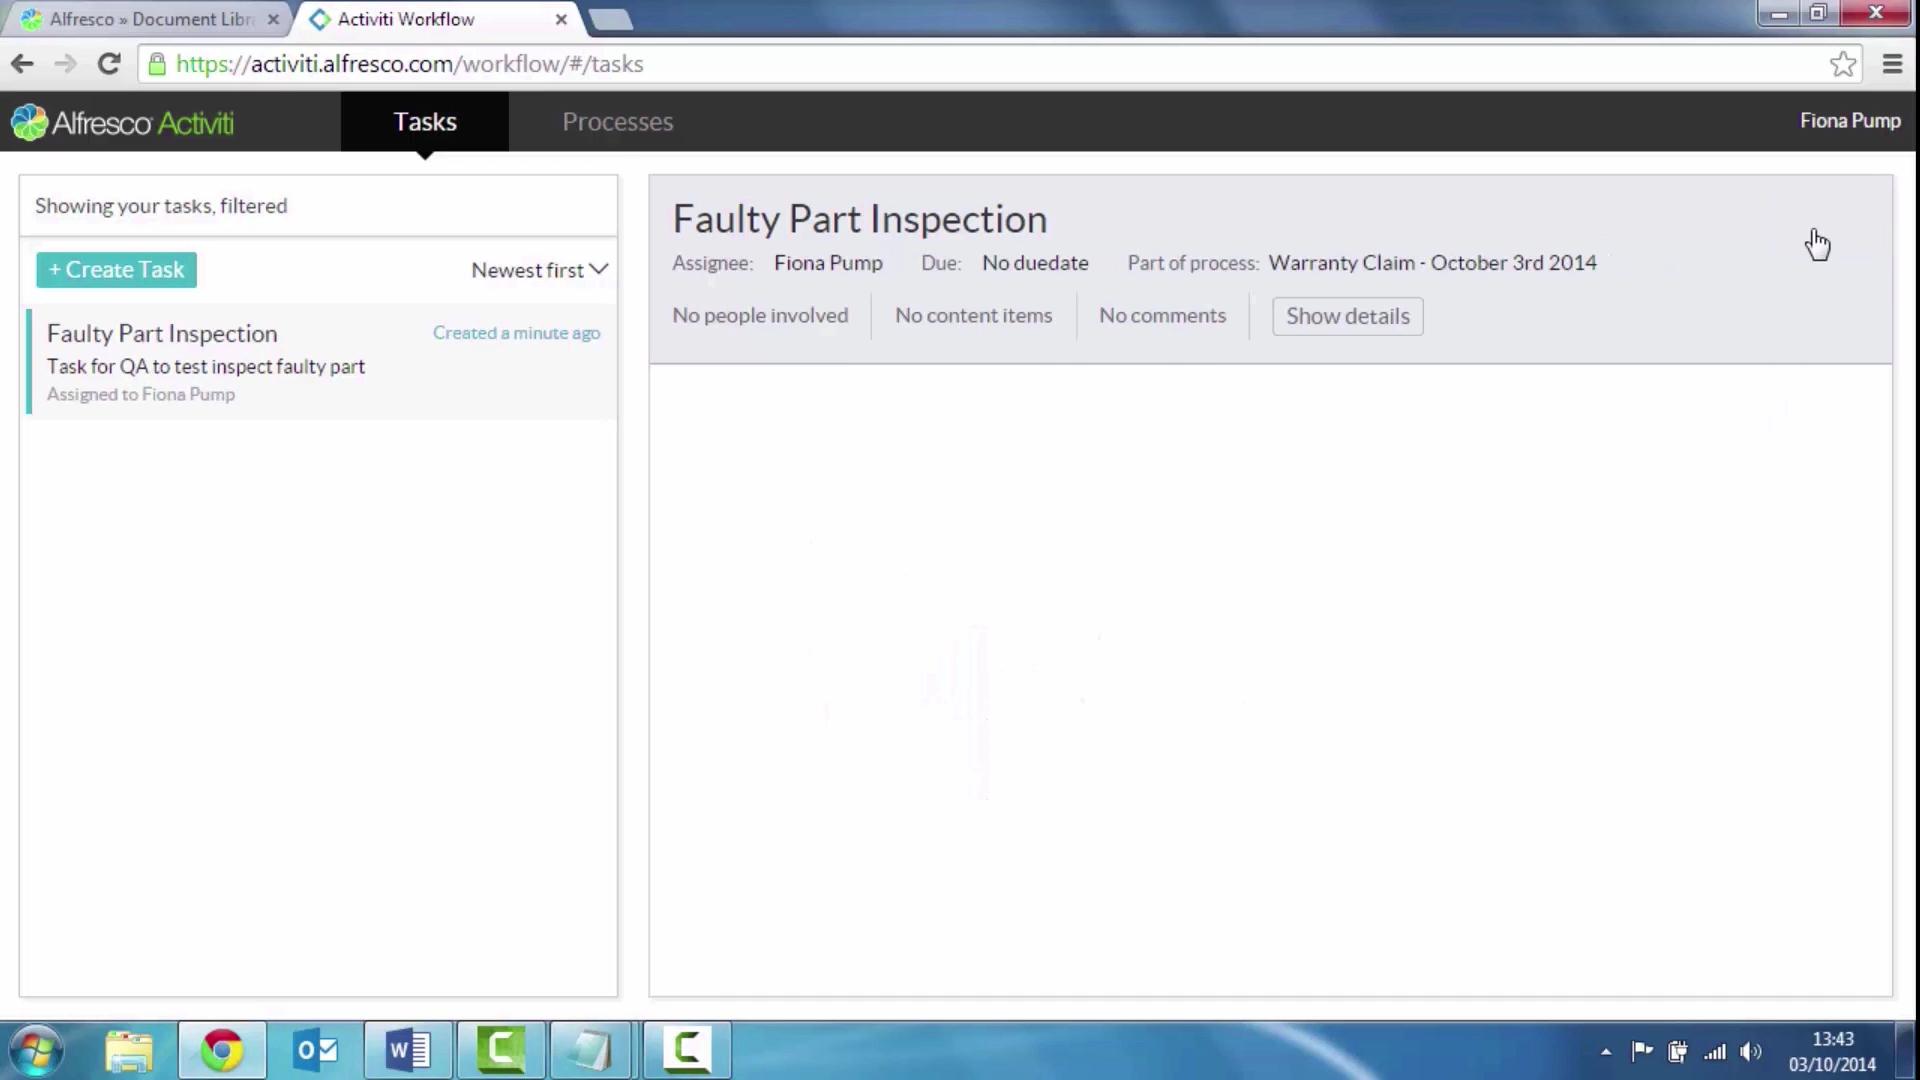 Alfresco » Document Libr
Activiti Workflow
https://activiti.alfresco.com/workflow/#/tasks
Alfresco Activiti
Tasks
Processes
Fiona Pump
Showing your tasks, filtered
+ Create Task
Newest first
Faulty Part Inspection
Created a minute ago
Task for QA to test inspect faulty part
Assigned to Fiona Pump
Faulty Part Inspection
Assignee: Fiona Pump Due: No duedate Part of process: Warranty Claim - October 3rd 2014
No people involved No content items No comments Show details
13:43
03/10/2014